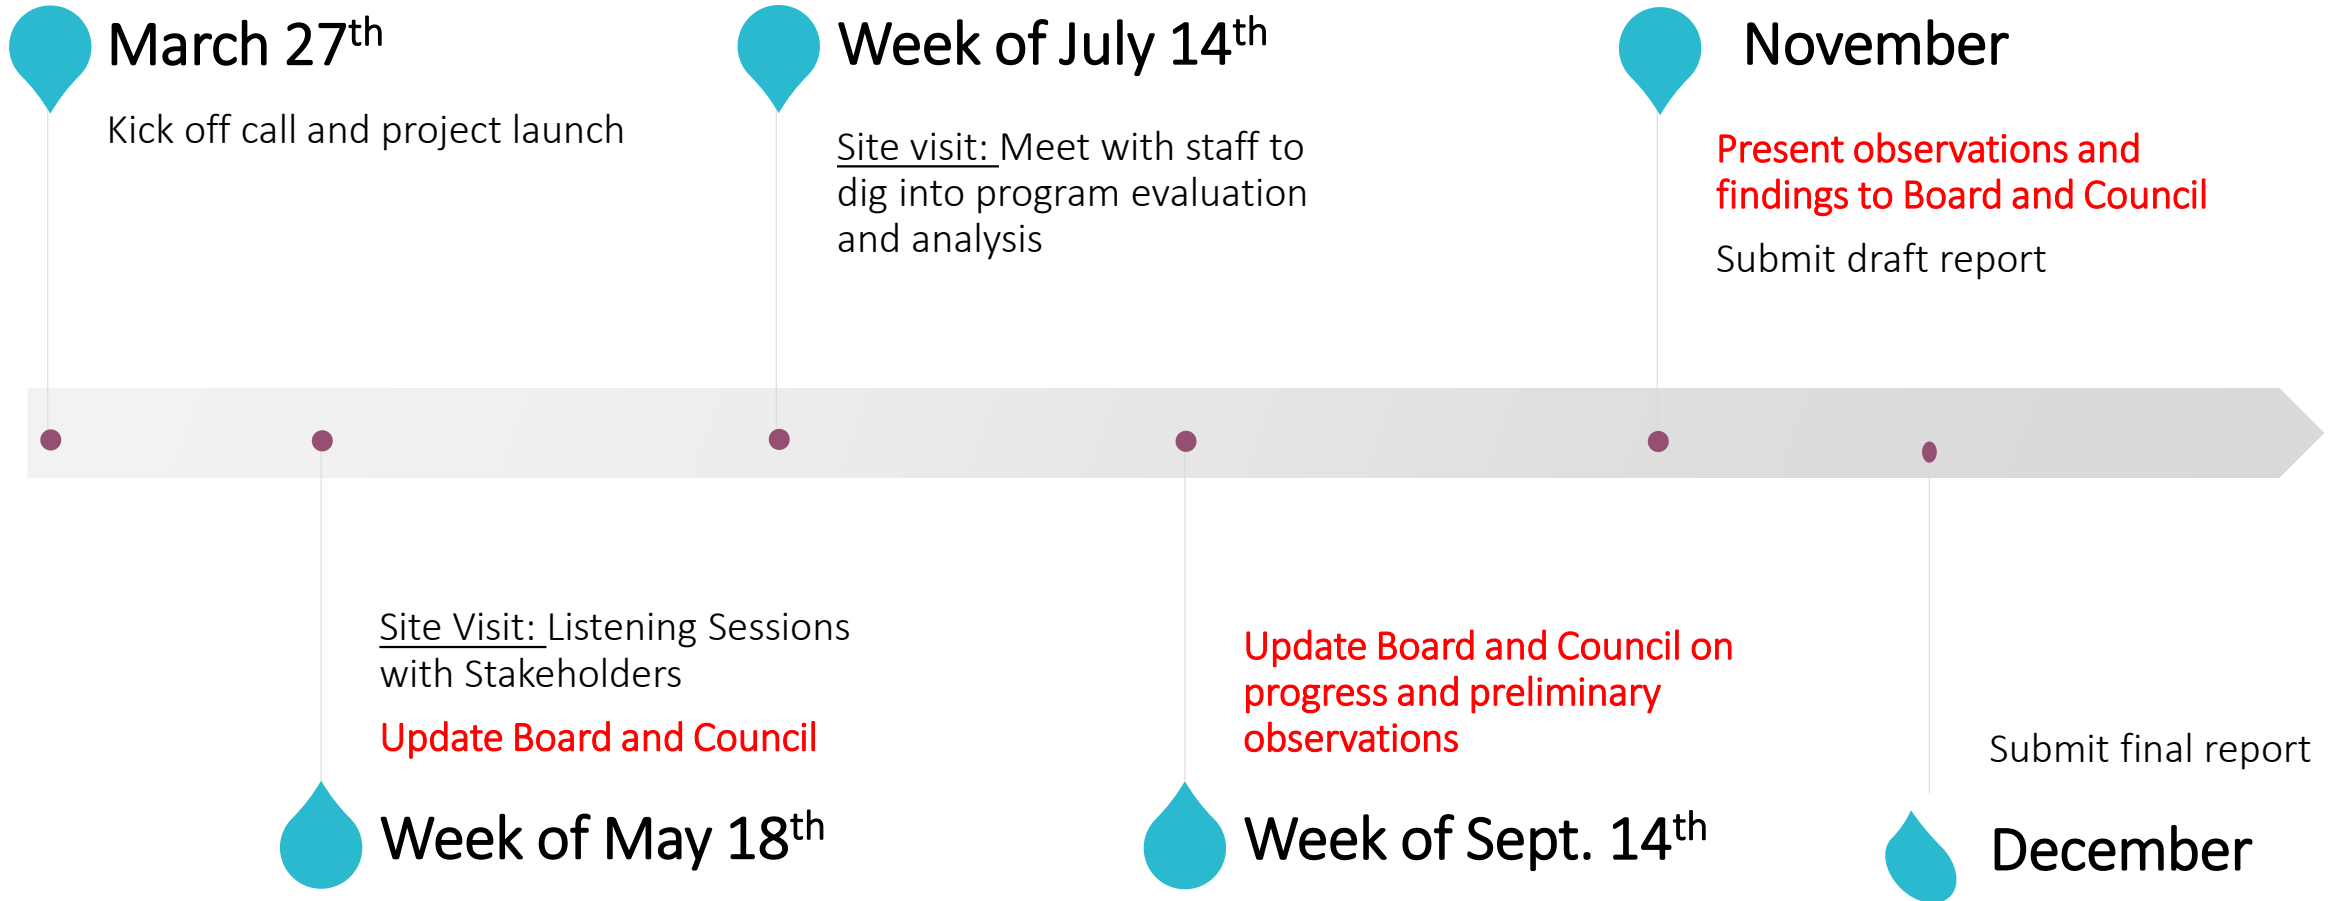 March 27th
Kick off call and project launch
Week of July 14th
Site visit: Meet with staff to
dig into program evaluation
and analysis
November
Present observations and
findings to Board and Council
Submit draft report
Site Visit: Listening Sessions
with Stakeholders
Update Board and Council
Week of May 18th
Update Board and Council on
progress and preliminary
observations
Week of Sept. 14th
Submit final report
December